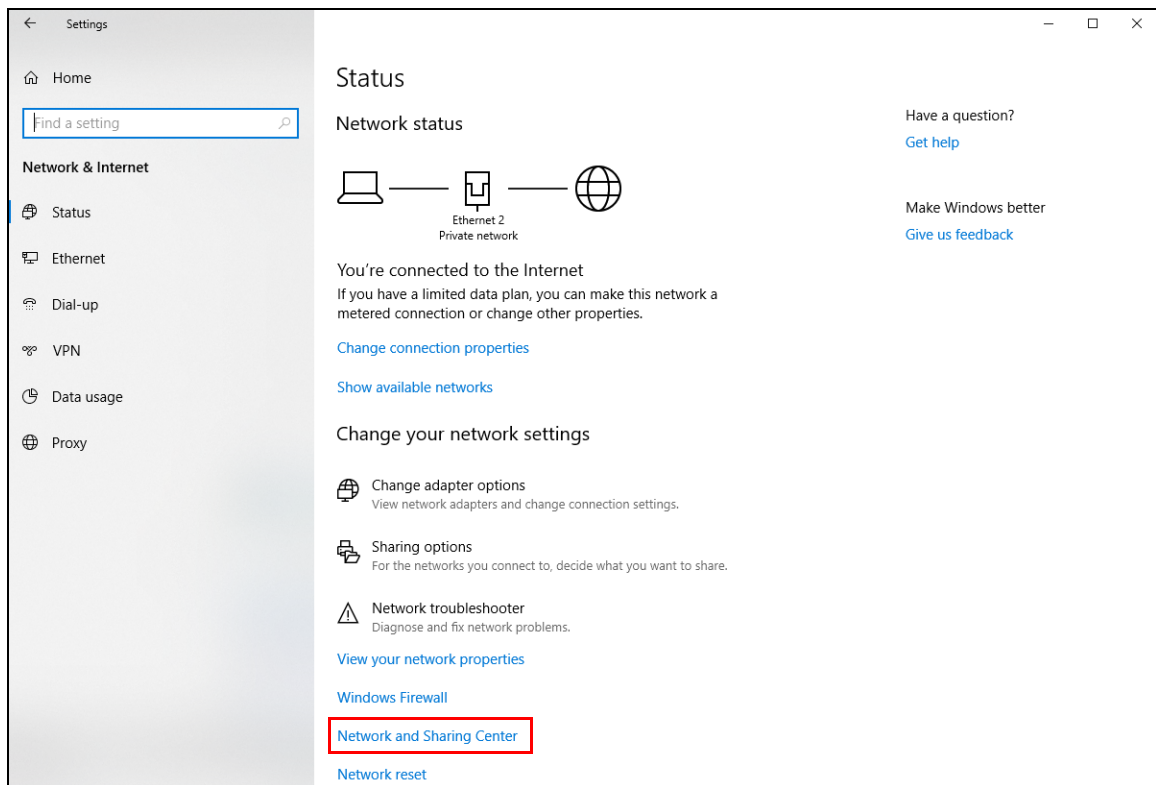 Settings
Home
Find a setting
Network & Internet
Status
Ethernet
Dial-up
VPN
Data usage
Proxy
Status
Network status
Ethernet 2
Private network
You're connected to the Internet
If you have a limited data plan, you can make this network a
metered connection or change other properties.
Change connection properties
Show available networks
Change your network settings
Change adapter options
View network adapters and change connection settings.
Sharing options
For the networks you connect to, decide what you want to share.
Network troubleshooter
Diagnose and fix network problems.
View your network properties
Windows Firewall
Network and Sharing Center
Network reset
Have a question?
Get help
Make Windows better
Give us feedback